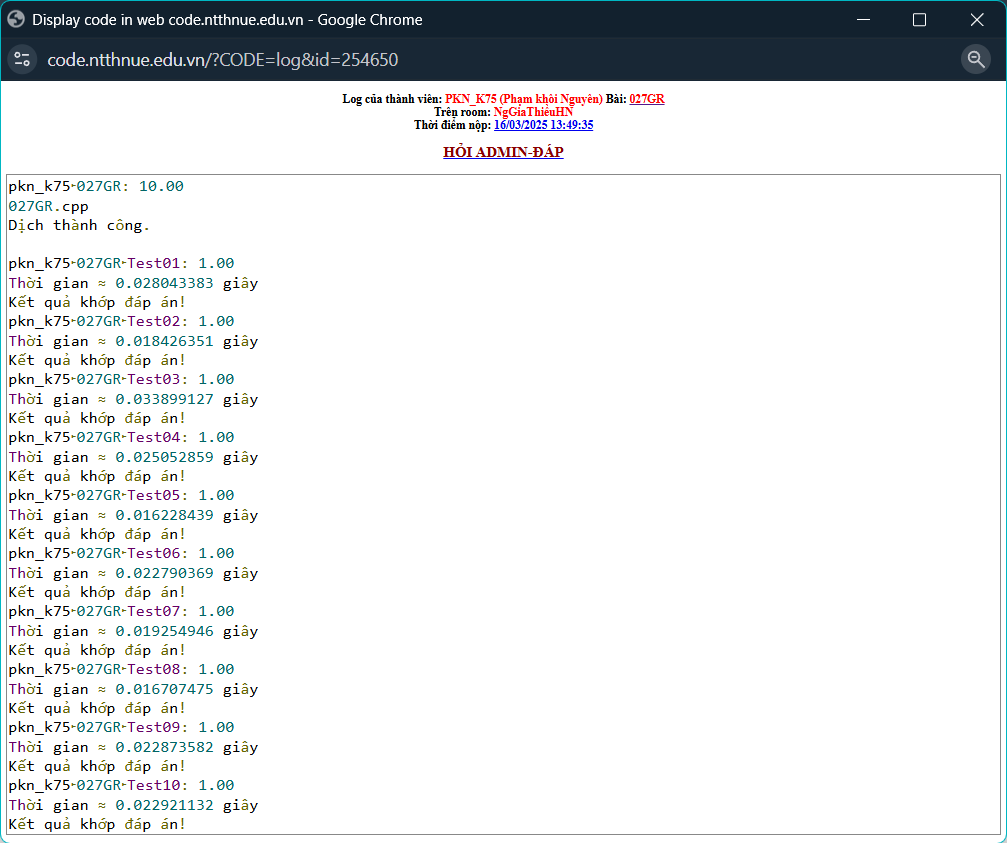 Display code in web code.ntthnue.edu.vn - Google Chrome
code.ntthnue.edu.vn/?CODE=log&id=254650
Log của thành viên: PKN_K75 (Phạm khôi Nguyên) Bài: 027GR
Trên room: NgGiaThiềuHN
Thời điểm nộp: 16/03/2025 13:49:35
HỎI ADMIN-ĐÁP
pkn_k75‣027GR: 10.00
027GR.cpp
Dịch thành công.
pkn_k75‣027GR‣Test01: 1.00
Thời gian ≈ 0.028043383 giây
Kết quả khớp đáp án!
pkn_k75‣027GR‣Test02: 1.00
Thời gian ≈ 0.018426351 giây
Kết quả khớp đáp án!
pkn_k75‣027GR‣Test03: 1.00
Thời gian ≈ 0.033899127 giây
Kết quả khớp đáp án!
pkn_k75‣027GR‣Test04: 1.00
Thời gian ≈ 0.025052859 giây
Kết quả khớp đáp án!
pkn_k75‣027GR‣Test05: 1.00
Thời gian ≈ 0.016228439 giây
Kết quả khớp đáp án!
pkn_k75‣027GR‣Test06: 1.00
Thời gian ≈ 0.022790369 giây
Kết quả khớp đáp án!
pkn_k75‣027GR‣Test07: 1.00
Thời gian ≈ 0.019254946 giây
Kết quả khớp đáp án!
pkn_k75‣027GR‣Test08: 1.00
Thời gian ≈ 0.016707475 giây
Kết quả khớp đáp án!
pkn_k75‣027GR‣Test09: 1.00
Thời gian ≈ 0.022873582 giây
Kết quả khớp đáp án!
pkn_k75‣027GR‣Test10: 1.00
Thời gian ≈ 0.022921132 giây
Kết quả khớp đáp án!